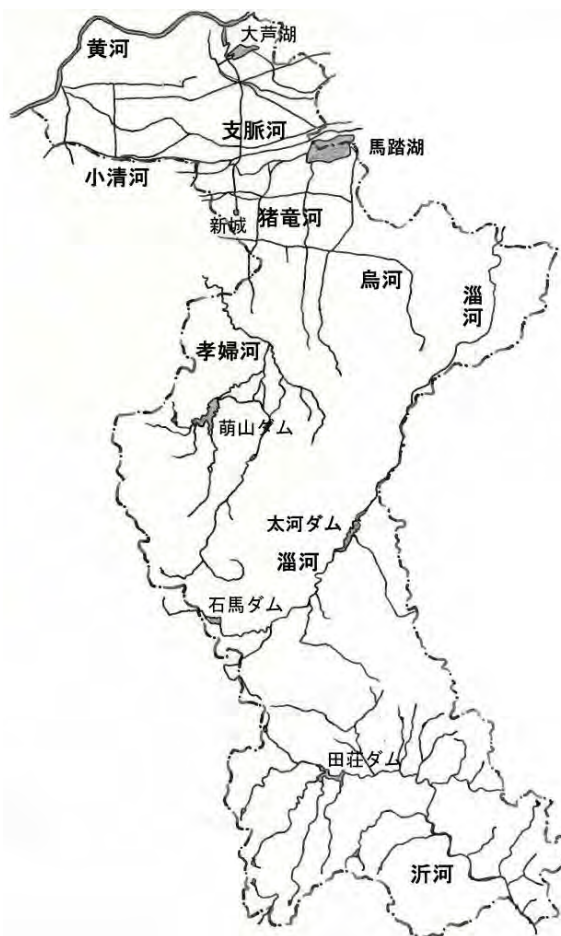 大芦湖
黄河
支脈河
馬踏湖
小清河
猪竜河
新城
烏河
淄河
孝婦河
萌山ダム
太河ダム
淄河
石馬ダム
田荘ダム
沂河